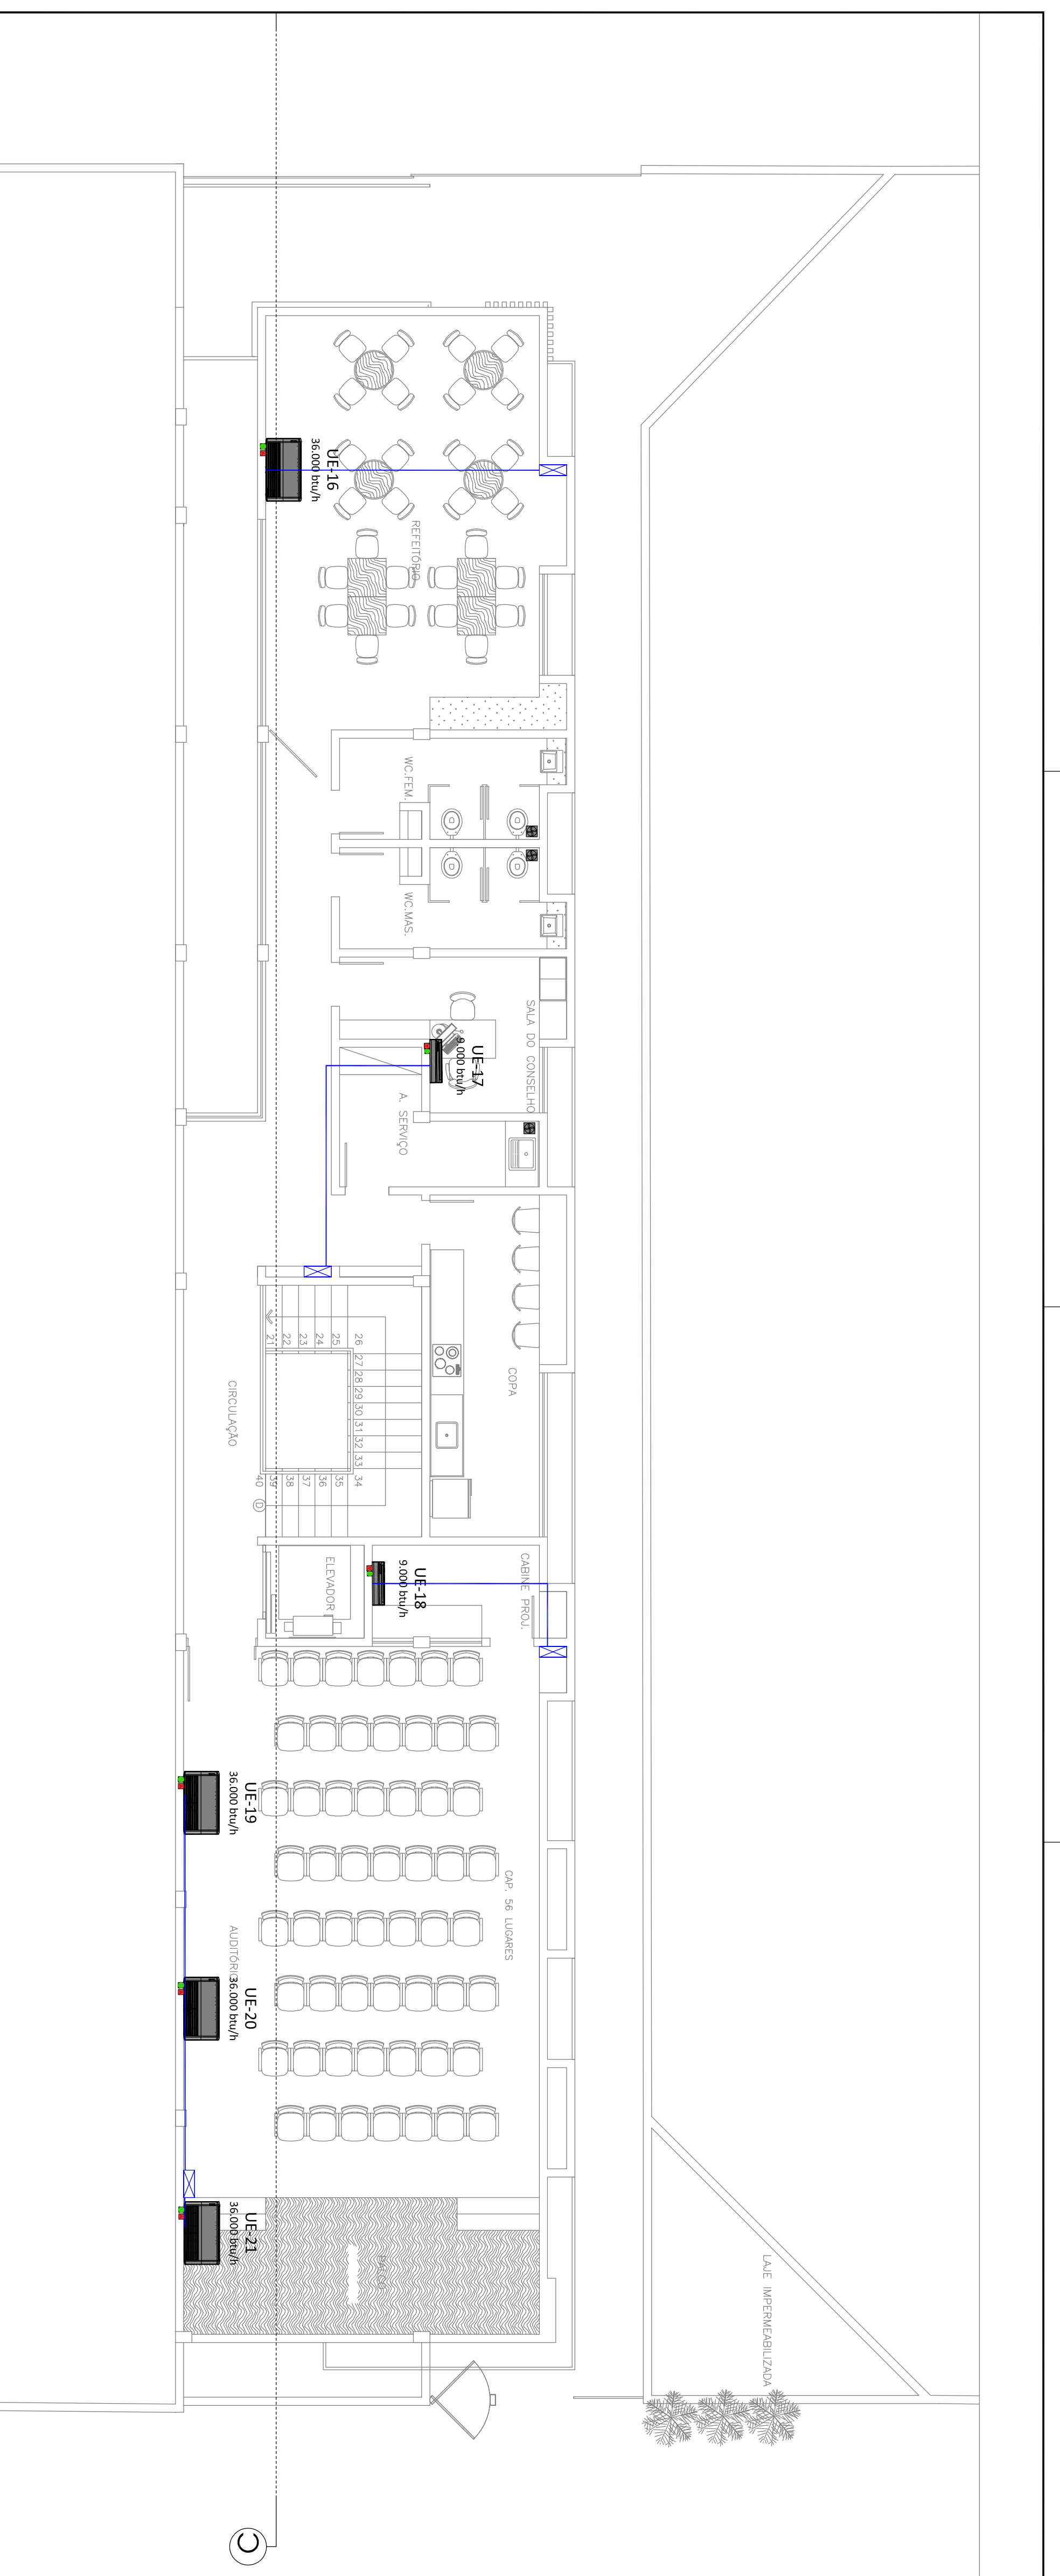 UE-16
36.000 btu/h
REFEITÓRIO
WC.FEM.
WC.MAS.
SALA DO CONSELHO
UE-17
9.000 btu/h
A. SERVIÇO
COPA
21
22
23
24
25
26
27
28
29
30
31
32
33
34
35
36
37
38
39
40
D
CIRCULAÇÃO
ELEVADOR
UE-18
9.000 btu/h
CABINE PROJ.
UE-19
36.000 btu/h
CAP. 56 LUGARES
AUDITÓRIO
UE-20
36.000 btu/h
UE-21
36.000 btu/h
PALCO
LAJE IMPERMEABILIZADA
C